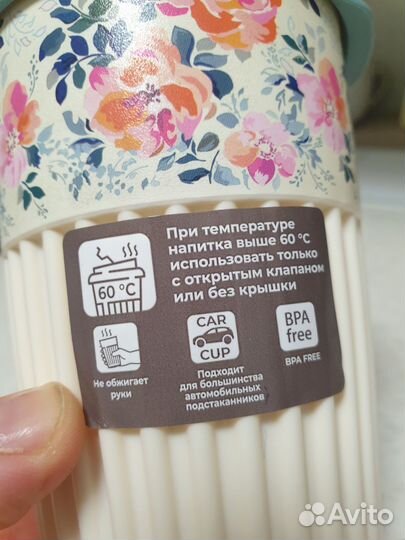 При температуре
напитка выше 60 °C
использовать только
с открытым клапаном
или без крышки
60 °C
Не обжигает
руки
CAR
CUP
Подходит
для большинства
автомобильных
подстаканников
BPA
free
BPA FREE
Avito